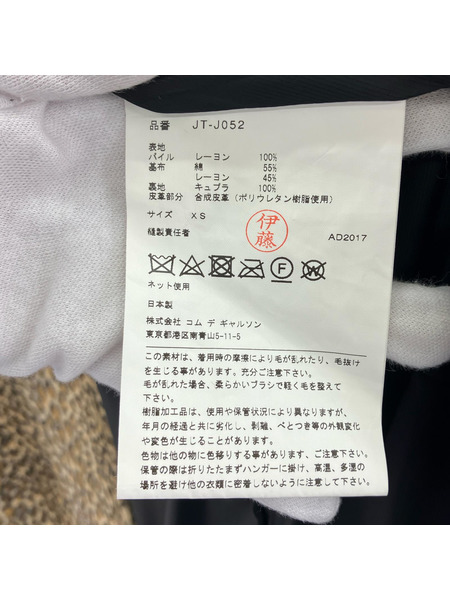 品番 JT-J052
表地
パイル レーヨン 100%
基布 綿 55%
レーヨン 45%
裏地 キュプラ 100%
皮革部分 合成皮革（ポリウレタン樹脂使用）
サイズ XS
縫製責任者 伊藤 AD2017
F W
ネット使用
日本製
株式会社 コム デ ギャルソン
東京都港区南青山5-11-5
この素材は、着用時の摩擦により毛が乱れたり、毛抜け
を生じる事があります。充分ご注意下さい。
毛が乱れた場合、柔らかいブラシで軽く毛を整えて
下さい。
樹脂加工品は、使用や保管状況により異なりますが、
年月の経過と共に劣化し、剥離、べとつき等の外観変化
や変色が生じることがあります。
色物は他の物に色移りする事があります、ご注意下さい。
保管の際は折りたたまずハンガーに掛け、高温、多湿の
場所を避け他の衣類に密着しないように注意して下さい。